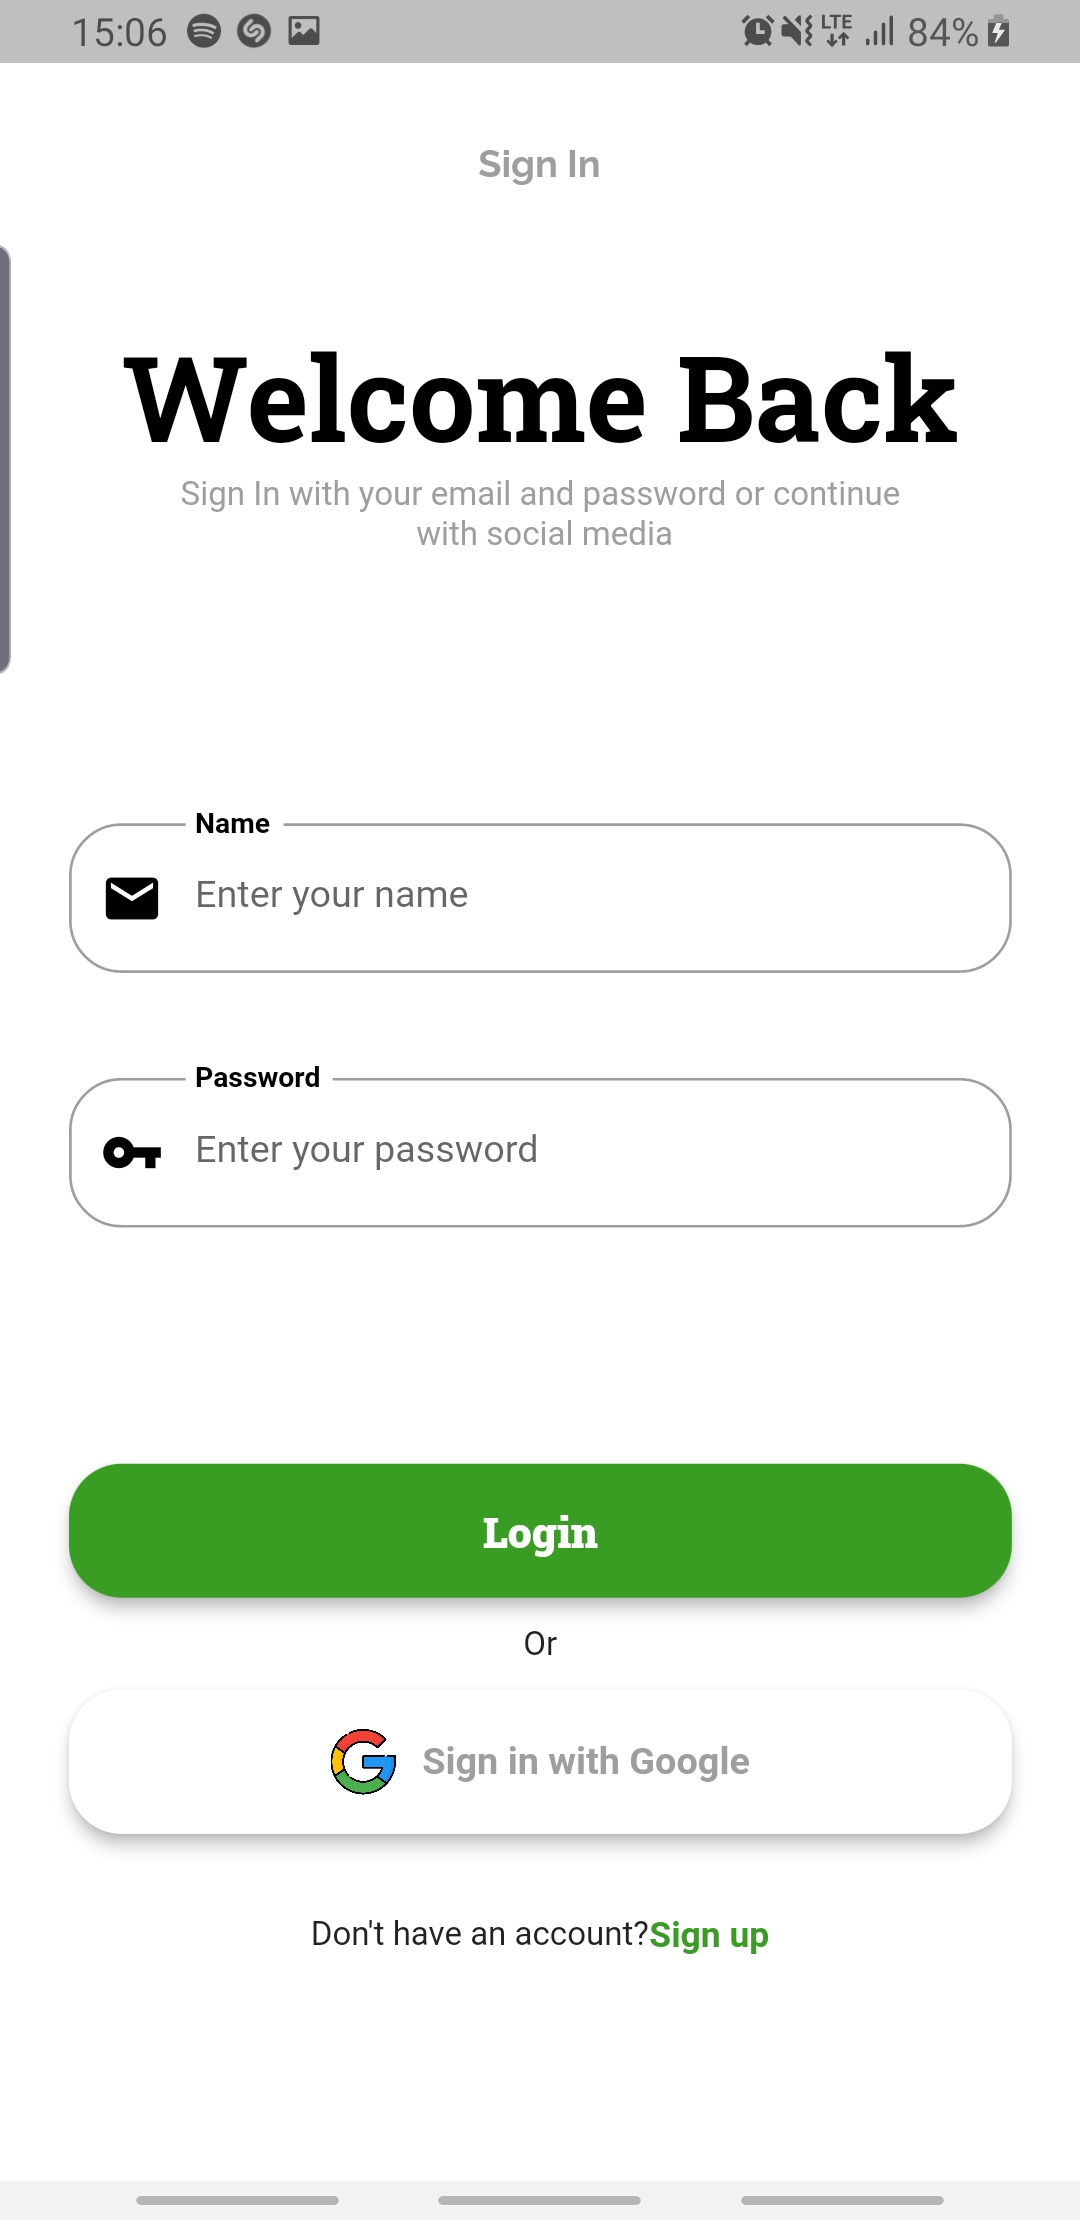 15:06 LTE 84%
Sign In
Welcome Back
Sign In with your email and password or continue
with social media
Name
Enter your name
Password
Enter your password
Login
Or
Sign in with Google
Don't have an account?Sign up